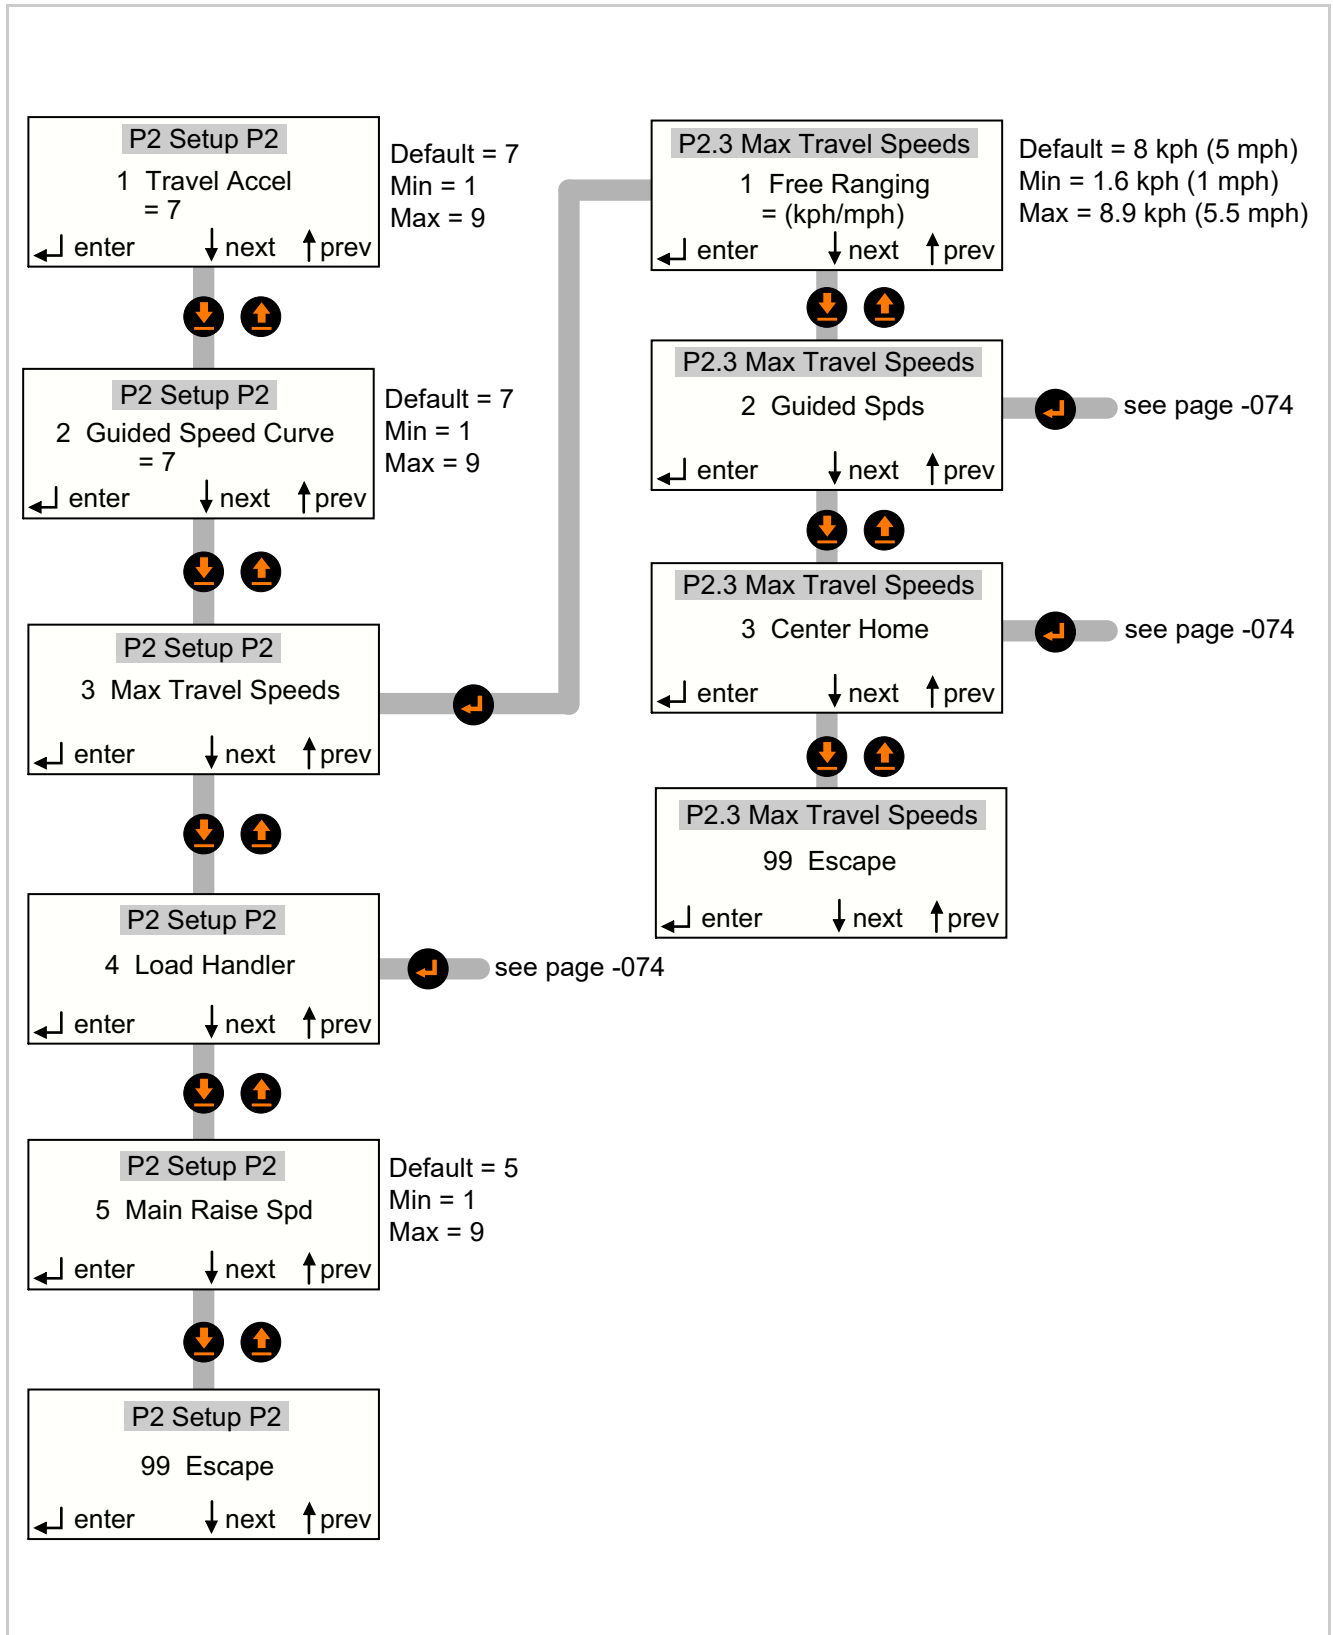 P2 Setup P2
1 Travel Accel
= 7
enter next prev
Default = 7
Min = 1
Max = 9
P2 Setup P2
2 Guided Speed Curve
= 7
enter next prev
Default = 7
Min = 1
Max = 9
P2 Setup P2
3 Max Travel Speeds
enter next prev
P2 Setup P2
4 Load Handler
enter next prev
see page -074
P2 Setup P2
5 Main Raise Spd
enter next prev
Default = 5
Min = 1
Max = 9
P2 Setup P2
99 Escape
enter next prev
P2.3 Max Travel Speeds
1 Free Ranging
= (kph/mph)
enter next prev
Default = 8 kph (5 mph)
Min = 1.6 kph (1 mph)
Max = 8.9 kph (5.5 mph)
P2.3 Max Travel Speeds
2 Guided Spds
enter next prev
see page -074
P2.3 Max Travel Speeds
3 Center Home
enter next prev
see page -074
P2.3 Max Travel Speeds
99 Escape
enter next prev